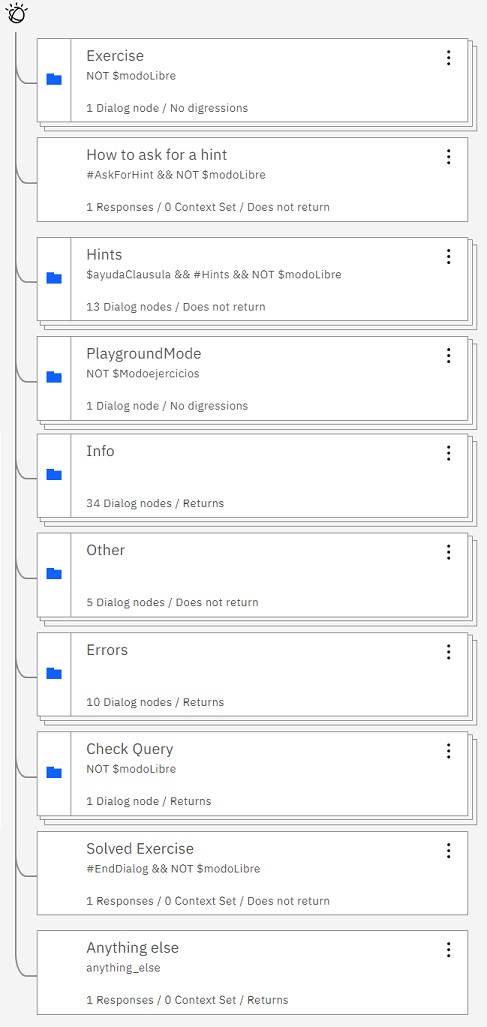 Exercise
NOT $modoLibre
1 Dialog node / No digressions
How to ask for a hint
#AskForHint && NOT $modoLibre
1 Responses / 0 Context Set / Does not return
Hints
$ayudaClausula && #Hints && NOT $modoLibre
13 Dialog nodes / Does not return
PlaygroundMode
NOT $Modoejercicios
1 Dialog node / No digressions
Info
34 Dialog nodes / Returns
Other
5 Dialog nodes / Does not return
Errors
10 Dialog nodes / Returns
Check Query
NOT $modoLibre
1 Dialog node / Returns
Solved Exercise
#EndDialog && NOT $modoLibre
1 Responses / 0 Context Set / Does not return
Anything else
anything_else
1 Responses / 0 Context Set / Returns